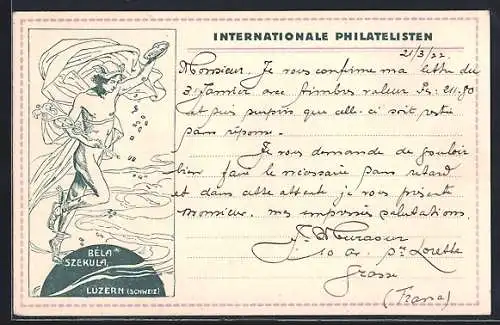 INTERNATIONALE PHILATELISTEN
21/3/22
Monsieur. Je vous confirme ma lettre du
3 Janvier avec timbres valeur 211.80
et suis surpris que celle-ci soit restée
sans réponse.
Je vous demande de vouloir
bien faire le nécessaire sans retard
et dans cette attente je vous présente
Monsieur mes empressées salutations.
10 av. Ste Lorette
Grasse
(France)
BÉLA
SZEKULA,
LUZERN (SCHWEIZ)